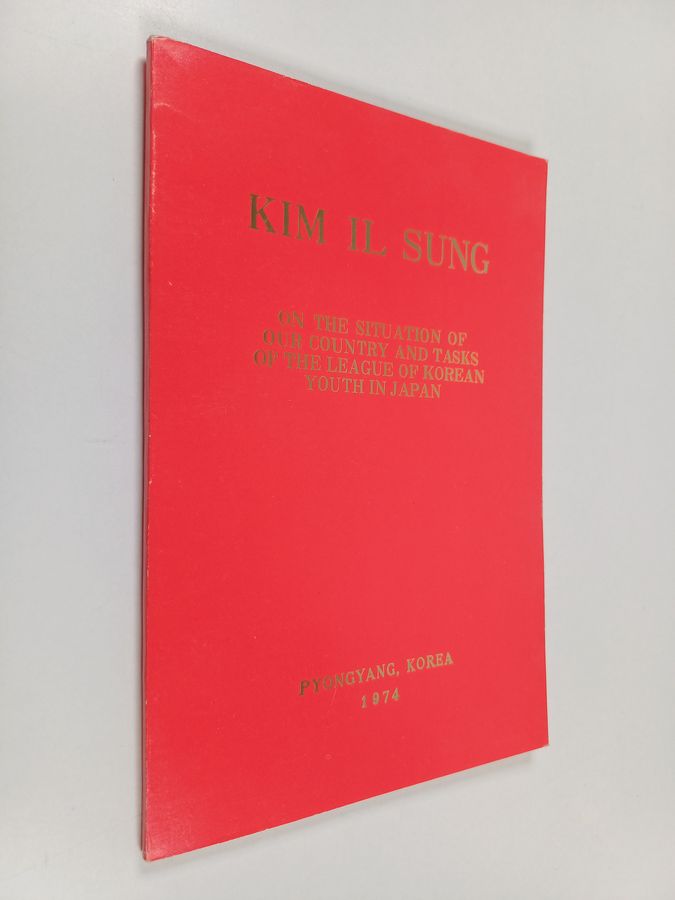 KIM IL SUNG
ON THE SITUATION OF
OUR COUNTRY AND TASKS
OF THE LEAGUE OF KOREAN
YOUTH IN JAPAN
PYONGYANG, KOREA
1974